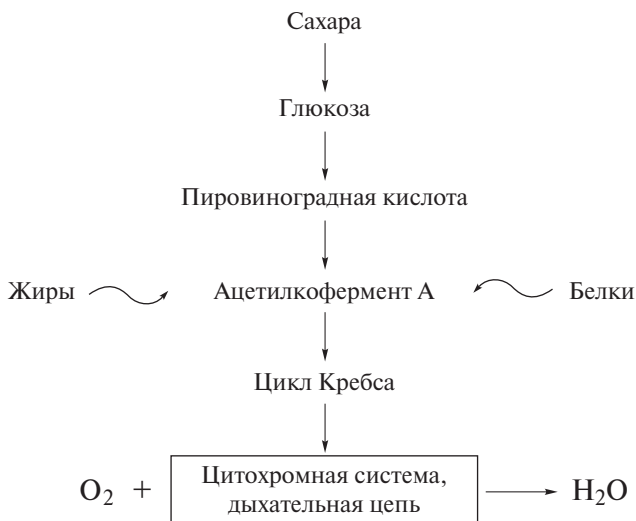 Сахара
Глюкоза
Пировиноградная кислота
Жиры Ацетилкофермент А Белки
Цикл Кребса
O₂ + Цитохромная система, дыхательная цепь H₂O